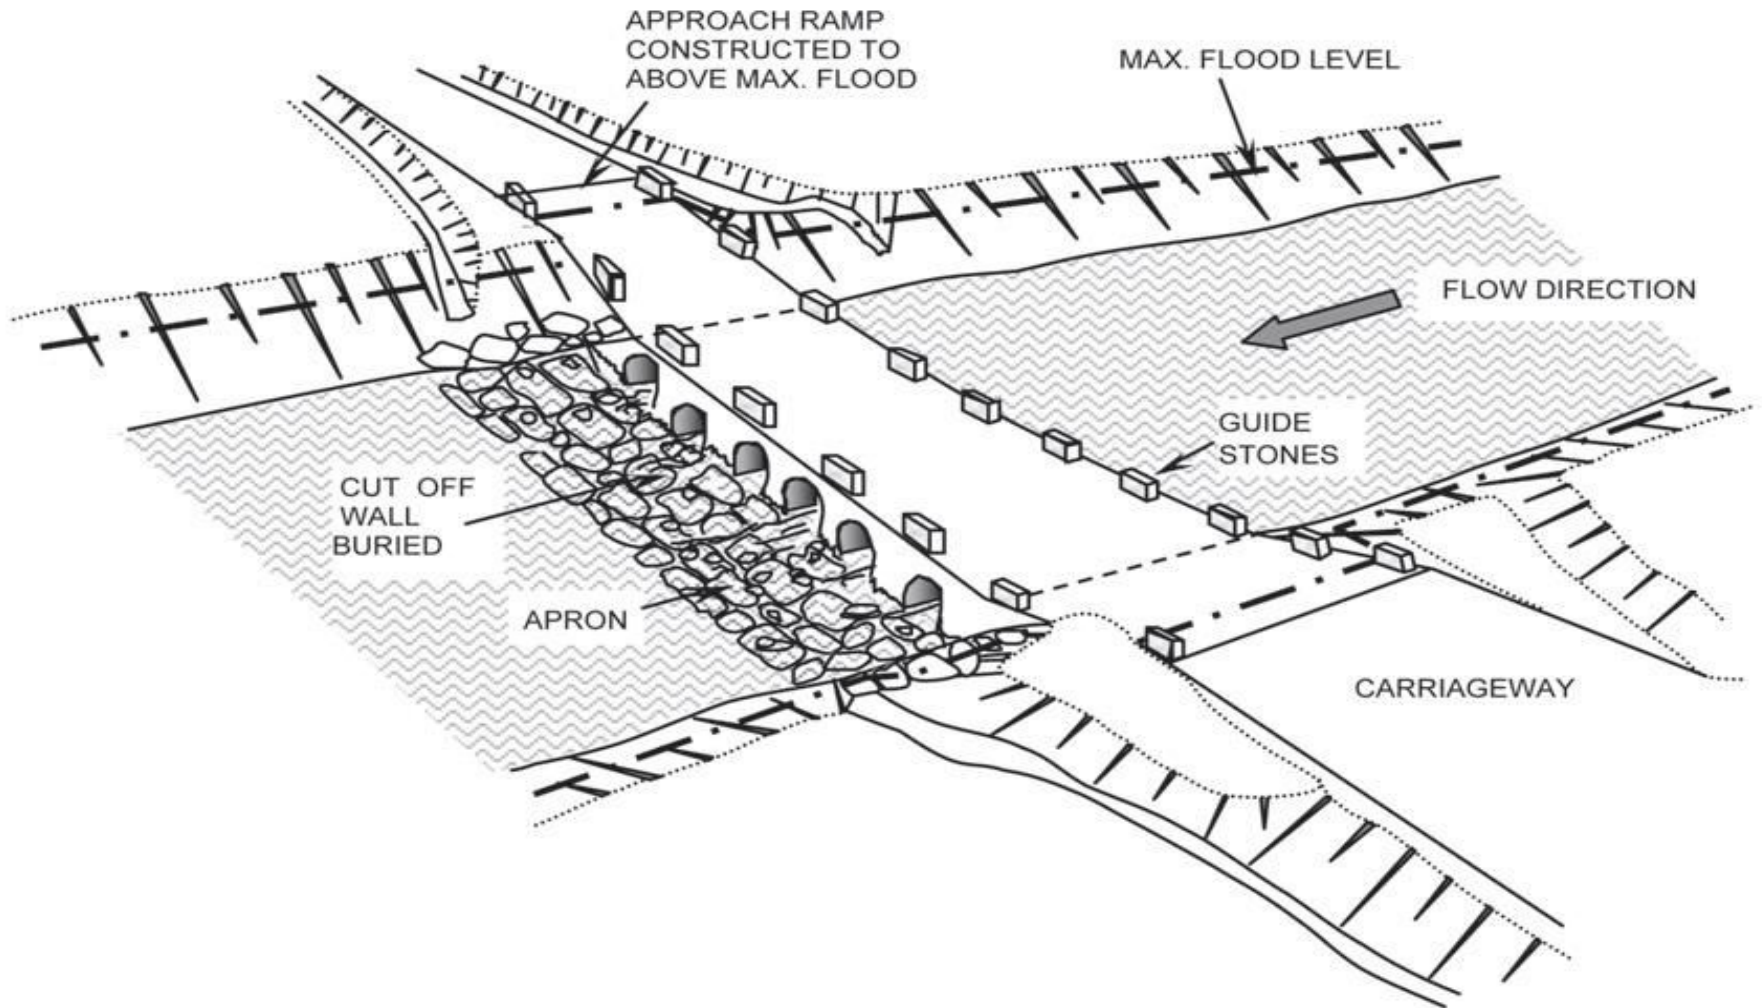 APPROACH RAMP
CONSTRUCTED TO
ABOVE MAX. FLOOD
MAX. FLOOD LEVEL
FLOW DIRECTION
GUIDE
STONES
CUT OFF
WALL
BURIED
APRON
CARRIAGEWAY